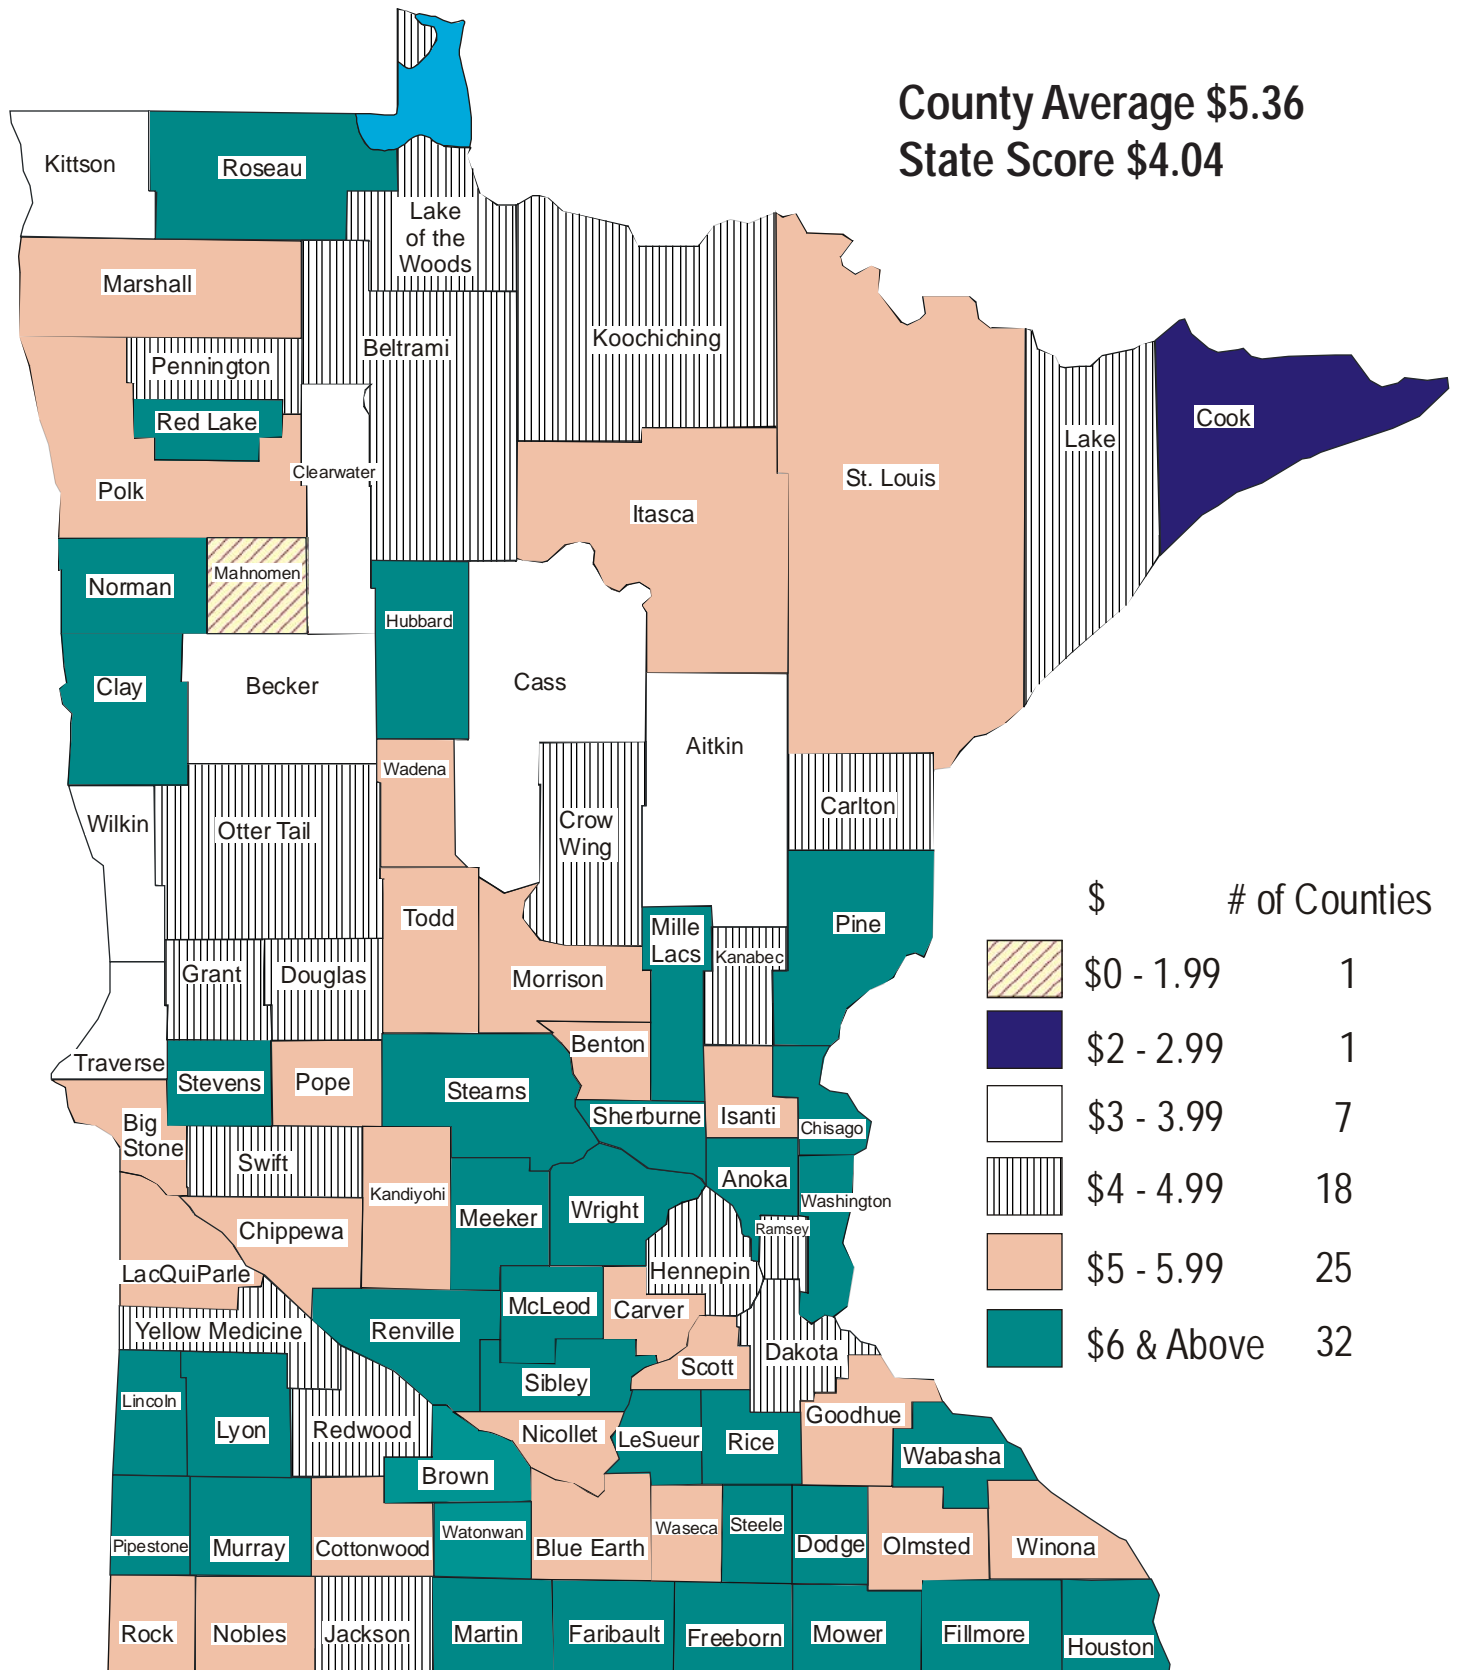 County Average $5.36
State Score $4.04
Kittson
Roseau
Lake
of the
Woods
Marshall
Pennington
Beltrami
Koochiching
Red Lake
Clearwater
Polk
Itasca
St. Louis
Lake
Cook
Norman
Mahnomen
Hubbard
Clay
Becker
Cass
Aitkin
Wadena
Wilkin
Otter Tail
Crow
Wing
Carlton
Todd
Morrison
Mille
Lacs
Kanabec
Pine
Grant
Douglas
Traverse
Stevens
Pope
Stearns
Benton
Sherburne
Isanti
Chisago
Big
Stone
Swift
Kandiyohi
Meeker
Wright
Anoka
Washington
Ramsey
Chippewa
Hennepin
LacQuiParle
McLeod
Carver
Yellow Medicine
Renville
Scott
Dakota
Sibley
Lincoln
Lyon
Redwood
Nicollet
LeSueur
Rice
Goodhue
Wabasha
Brown
Pipestone
Murray
Cottonwood
Watonwan
Blue Earth
Waseca
Steele
Dodge
Olmsted
Winona
Rock
Nobles
Jackson
Martin
Faribault
Freeborn
Mower
Fillmore
Houston
$ # of Counties
$0 - 1.99 1
$2 - 2.99 1
$3 - 3.99 7
$4 - 4.99 18
$5 - 5.99 25
$6 & Above 32